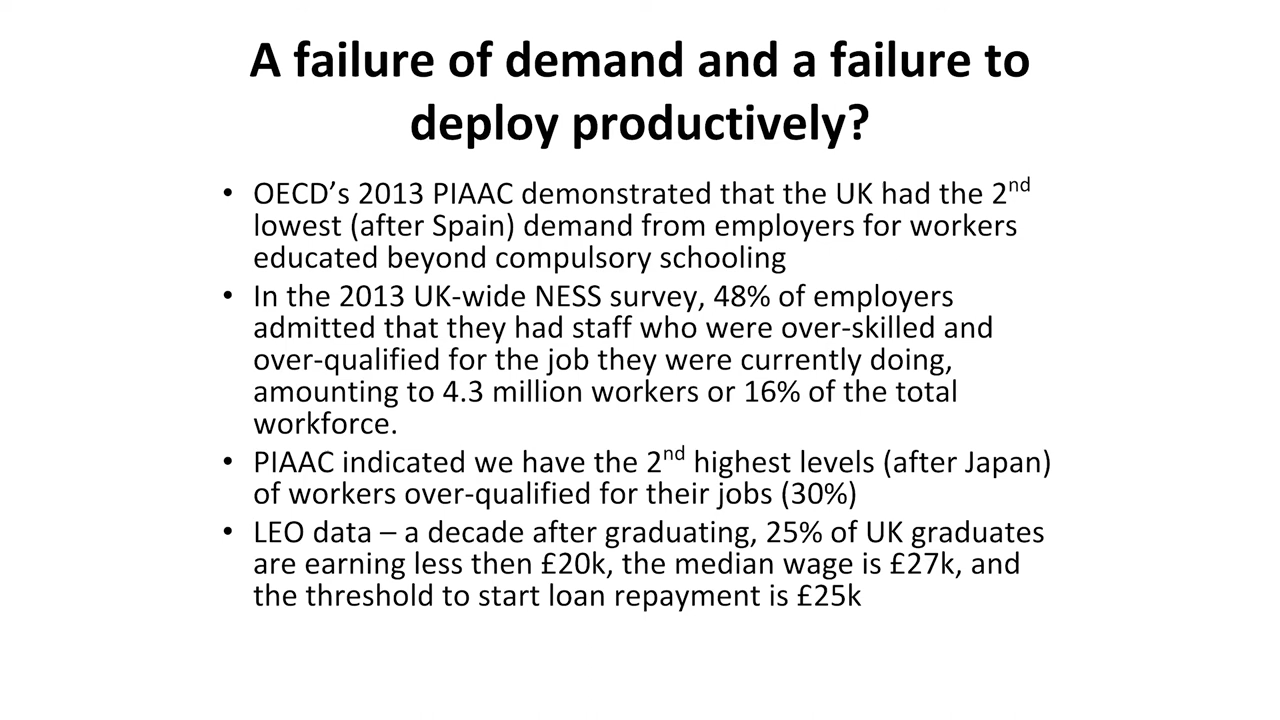 A failure of demand and a failure to
deploy productively?
• OECD’s 2013 PIAAC demonstrated that the UK had the 2nd
lowest (after Spain) demand from employers for workers
educated beyond compulsory schooling
• In the 2013 UK-wide NESS survey, 48% of employers
admitted that they had staff who were over-skilled and
over-qualified for the job they were currently doing,
amounting to 4.3 million workers or 16% of the total
workforce.
• PIAAC indicated we have the 2nd highest levels (after Japan)
of workers over-qualified for their jobs (30%)
• LEO data – a decade after graduating, 25% of UK graduates
are earning less then £20k, the median wage is £27k, and
the threshold to start loan repayment is £25k